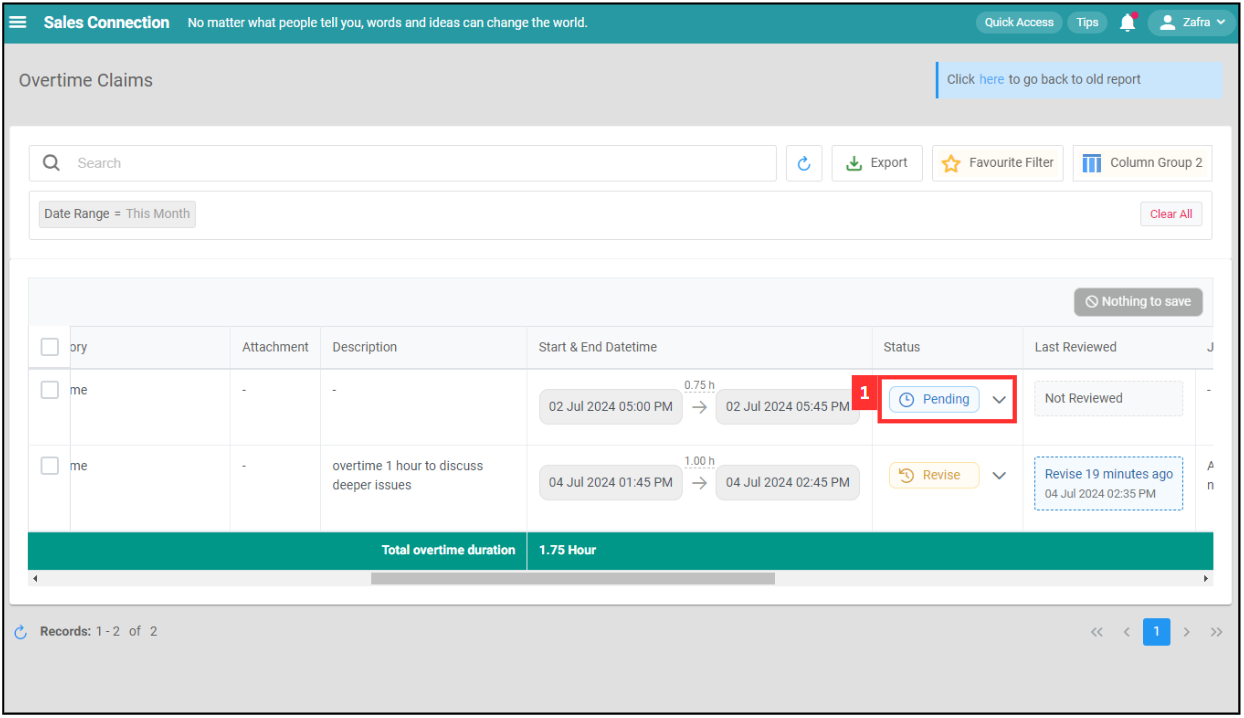 Sales Connection No matter what people tell you, words and ideas can change the world. Quick Access Tips Zafra
Overtime Claims
Click here to go back to old report
Search Export Favourite Filter Column Group 2
Date Range = This Month Clear All
Nothing to save
ory Attachment Description Start & End Datetime Status Last Reviewed J
me - - 02 Jul 2024 05:00 PM 0.75 h → 02 Jul 2024 05:45 PM 1 Pending Not Reviewed -
me - overtime 1 hour to discuss 04 Jul 2024 01:45 PM 1.00 h → 04 Jul 2024 02:45 PM Revise Revise 19 minutes ago A
deeper issues 04 Jul 2024 02:35 PM n
Total overtime duration 1.75 Hour
Records: 1 - 2 of 2 << < 1 > >>